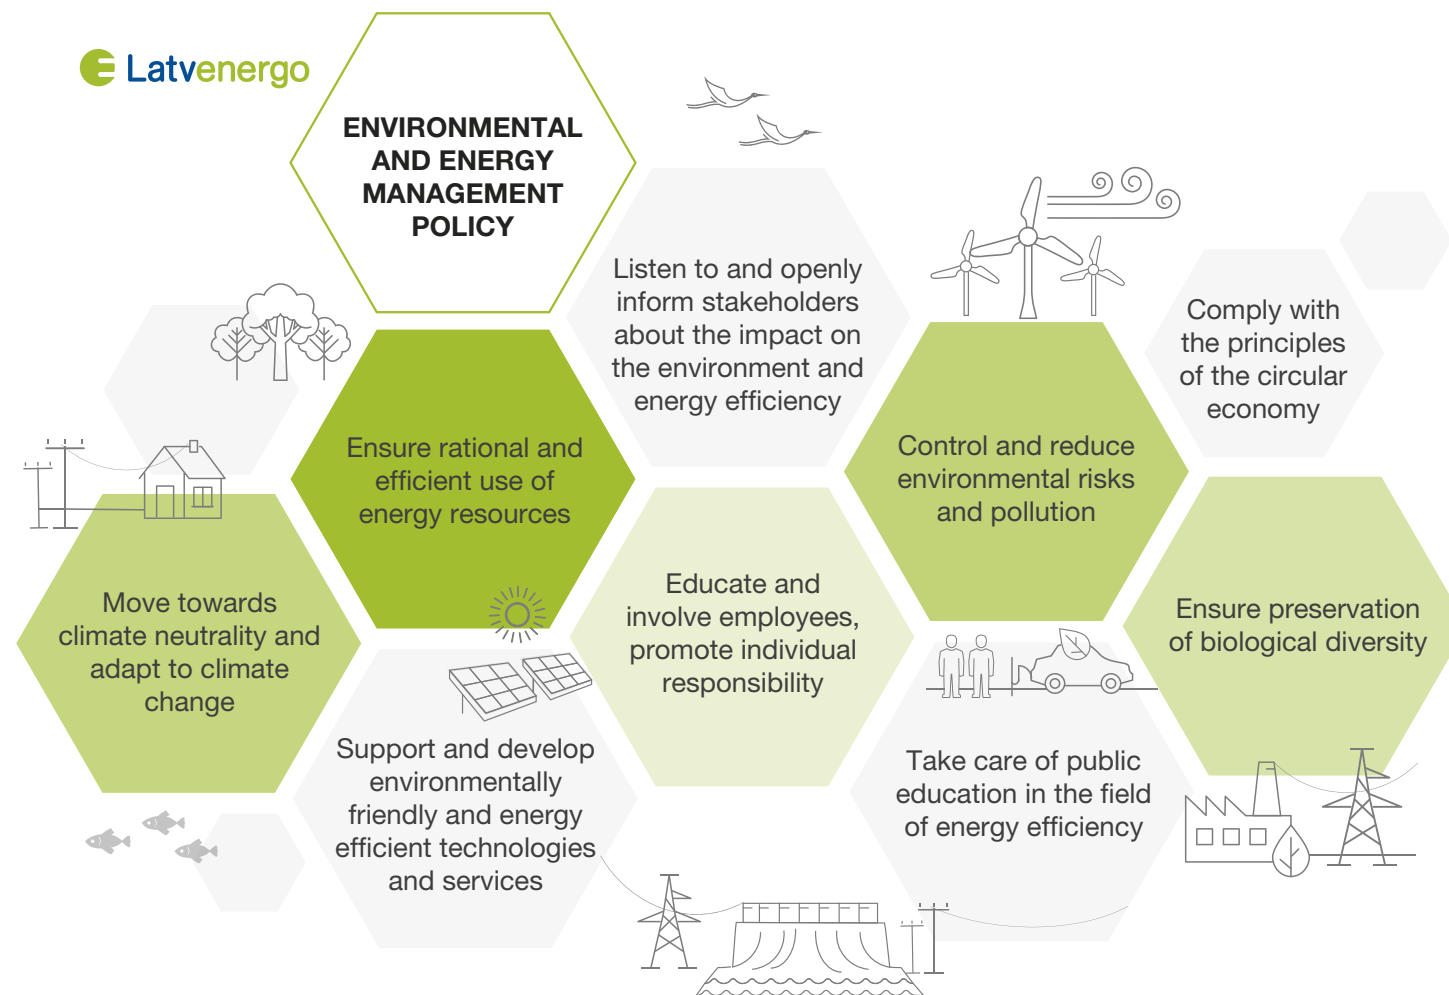 Latvenergo
ENVIRONMENTAL
AND ENERGY
MANAGEMENT
POLICY
Listen to and openly
inform stakeholders
about the impact on
the environment and
energy efficiency
Comply with
the principles
of the circular
economy
Ensure rational and
efficient use of
energy resources
Control and reduce
environmental risks
and pollution
Move towards
climate neutrality and
adapt to climate
change
Educate and
involve employees,
promote individual
responsibility
Ensure preservation
of biological diversity
Support and develop
environmentally
friendly and energy
efficient technologies
and services
Take care of public
education in the field
of energy efficiency